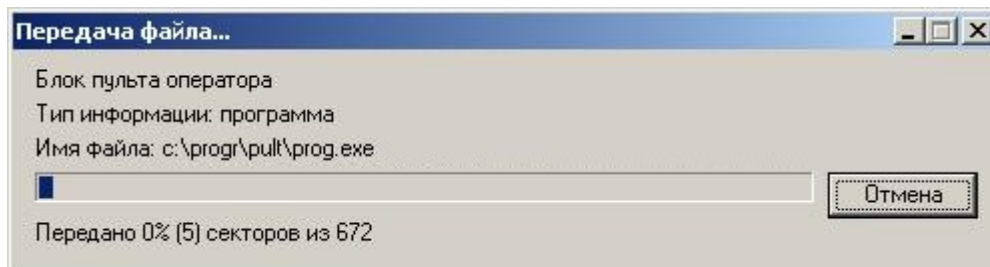 Передача файла...
Блок пульта оператора
Тип информации: программа
Имя файла: c:\progr\pult\prog.exe
Отмена
Передано 0% (5) секторов из 672